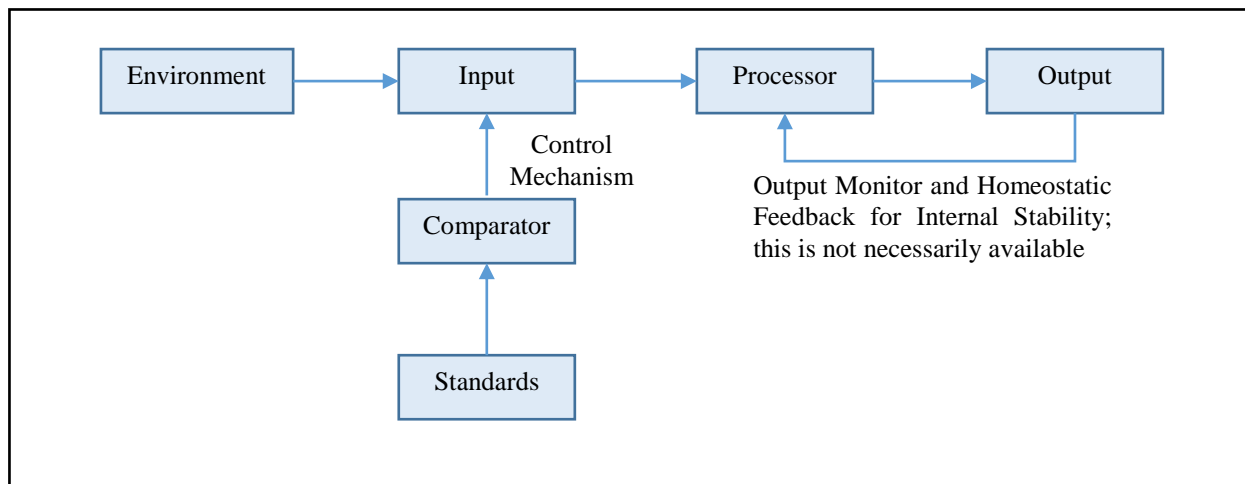 Environment
Input
Processor
Output
Control
Mechanism
Comparator
Output Monitor and Homeostatic
Feedback for Internal Stability;
this is not necessarily available
Standards